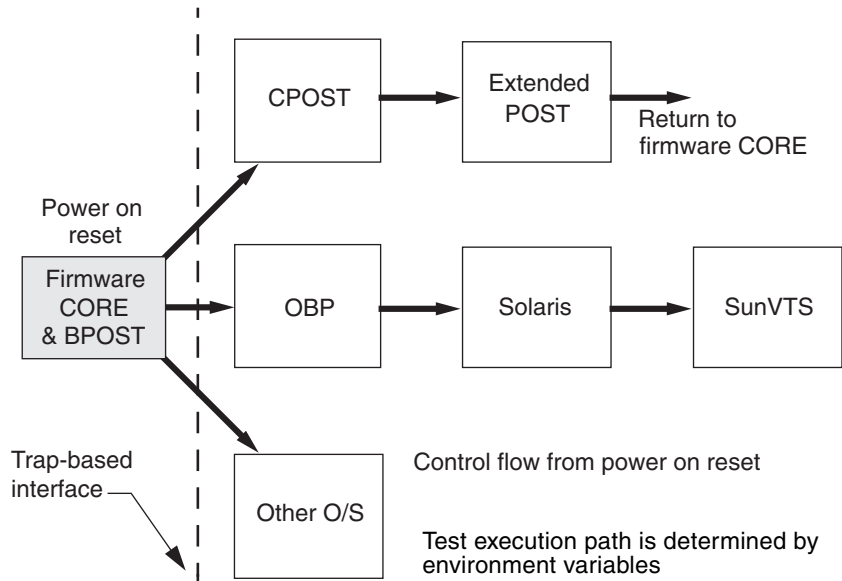 CPOST
Extended
POST
Return to
firmware CORE
Power on
reset
Firmware
CORE
& BPOST
OBP
Solaris
SunVTS
Trap-based
interface
Other O/S
Control flow from power on reset
Test execution path is determined by
environment variables